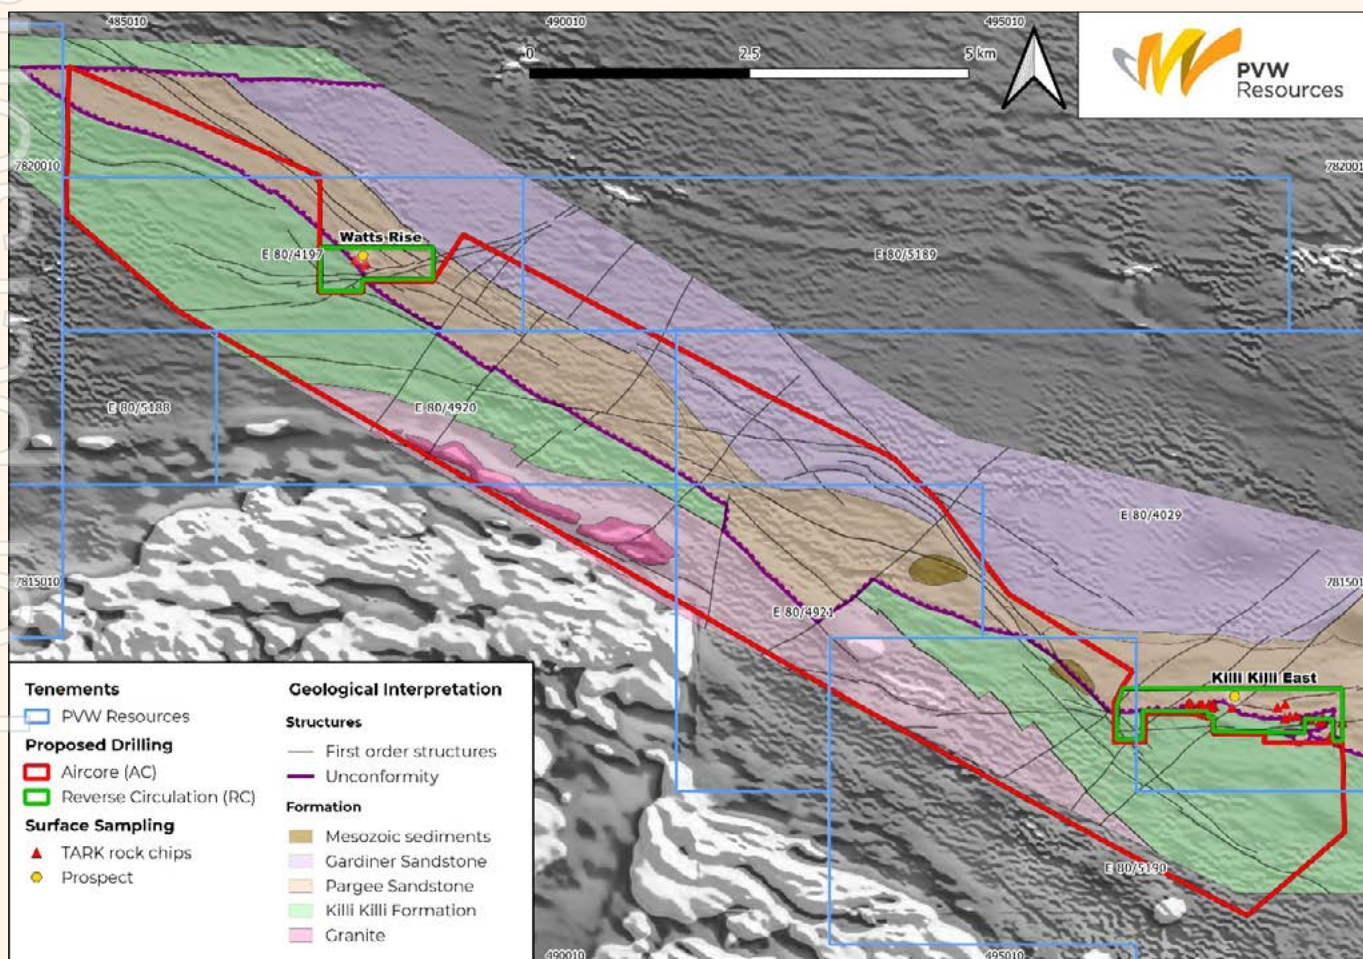 485010
490010
495010
0
2.5
5 km
PVW
Resources
7820010
Watts Rise
E 80/4197
E 80/5189
E 80/5188
E 80/4920
E 80/4029
7815010
E 80/4921
Killi Killi East
E 80/5190
Tenements
PVW Resources
Proposed Drilling
Aircore (AC)
Reverse Circulation (RC)
Surface Sampling
TARK rock chips
Prospect
Geological Interpretation
Structures
First order structures
Unconformity
Formation
Mesozoic sediments
Gardiner Sandstone
Pargee Sandstone
Killi Killi Formation
Granite
490010
495010